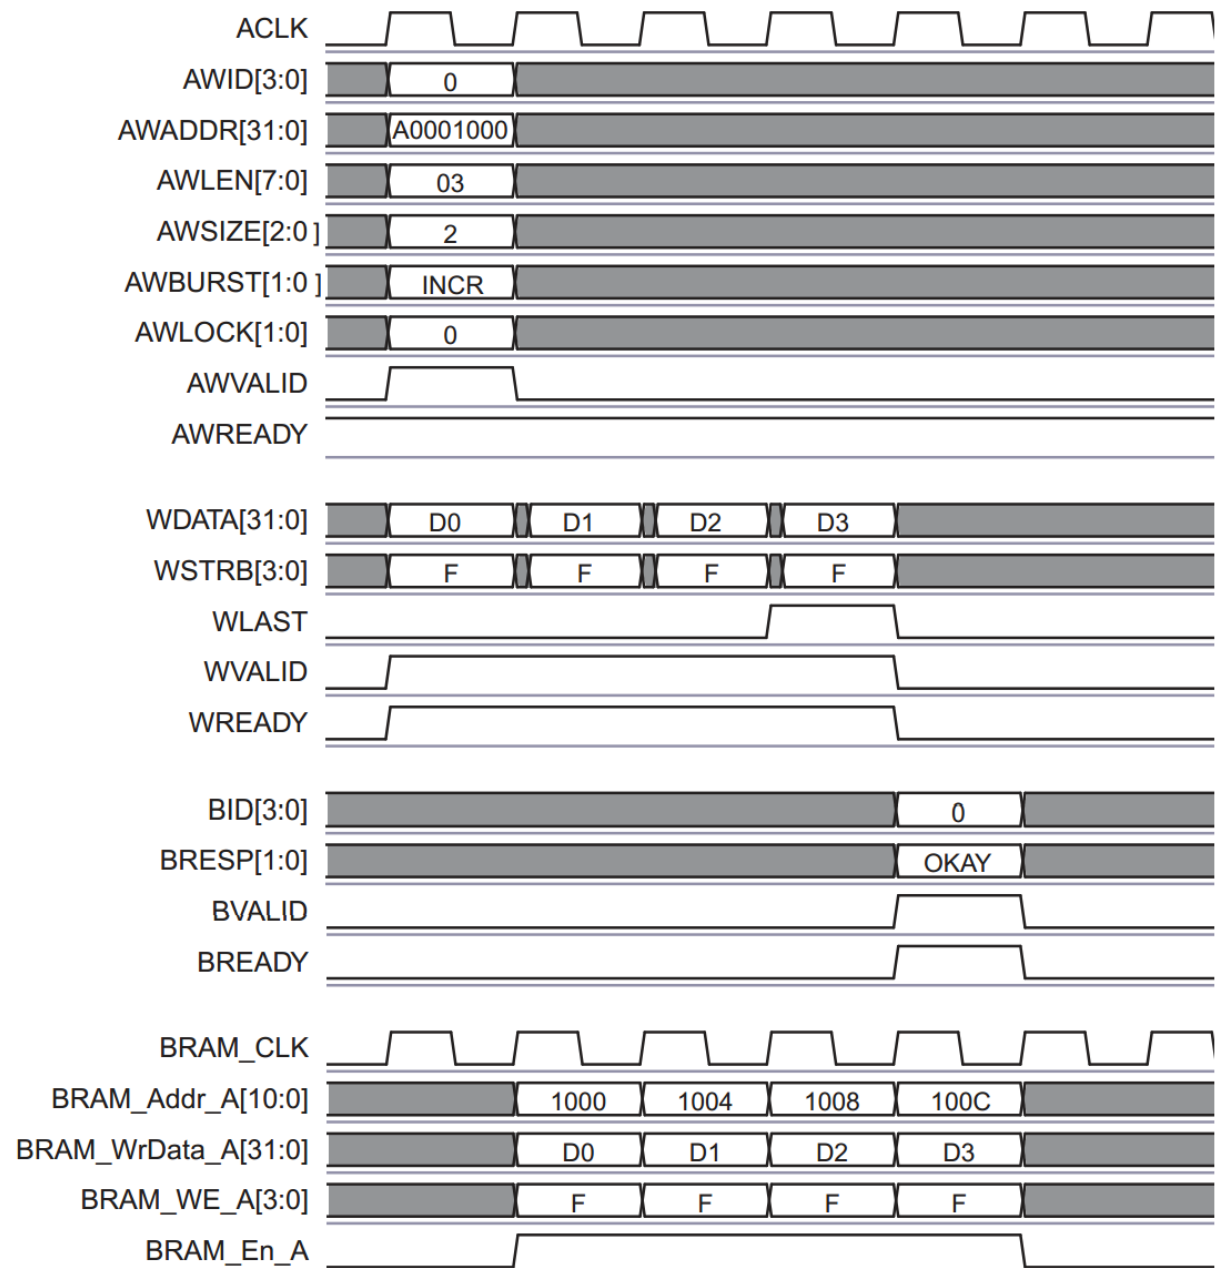 ACLK
AWID[3:0] 0
AWADDR[31:0] A0001000
AWLEN[7:0] 03
AWSIZE[2:0 ] 2
AWBURST[1:0 ] INCR
AWLOCK[1:0] 0
AWVALID
AWREADY
WDATA[31:0] D0 D1 D2 D3
WSTRB[3:0] F F F F
WLAST
WVALID
WREADY
BID[3:0] 0
BRESP[1:0] OKAY
BVALID
BREADY
BRAM_CLK
BRAM_Addr_A[10:0] 1000 1004 1008 100C
BRAM_WrData_A[31:0] D0 D1 D2 D3
BRAM_WE_A[3:0] F F F F
BRAM_En_A